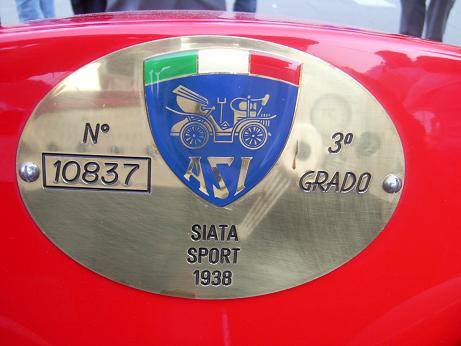 N° 3°
10837 GRADO
ASI
SIATA
SPORT
1938